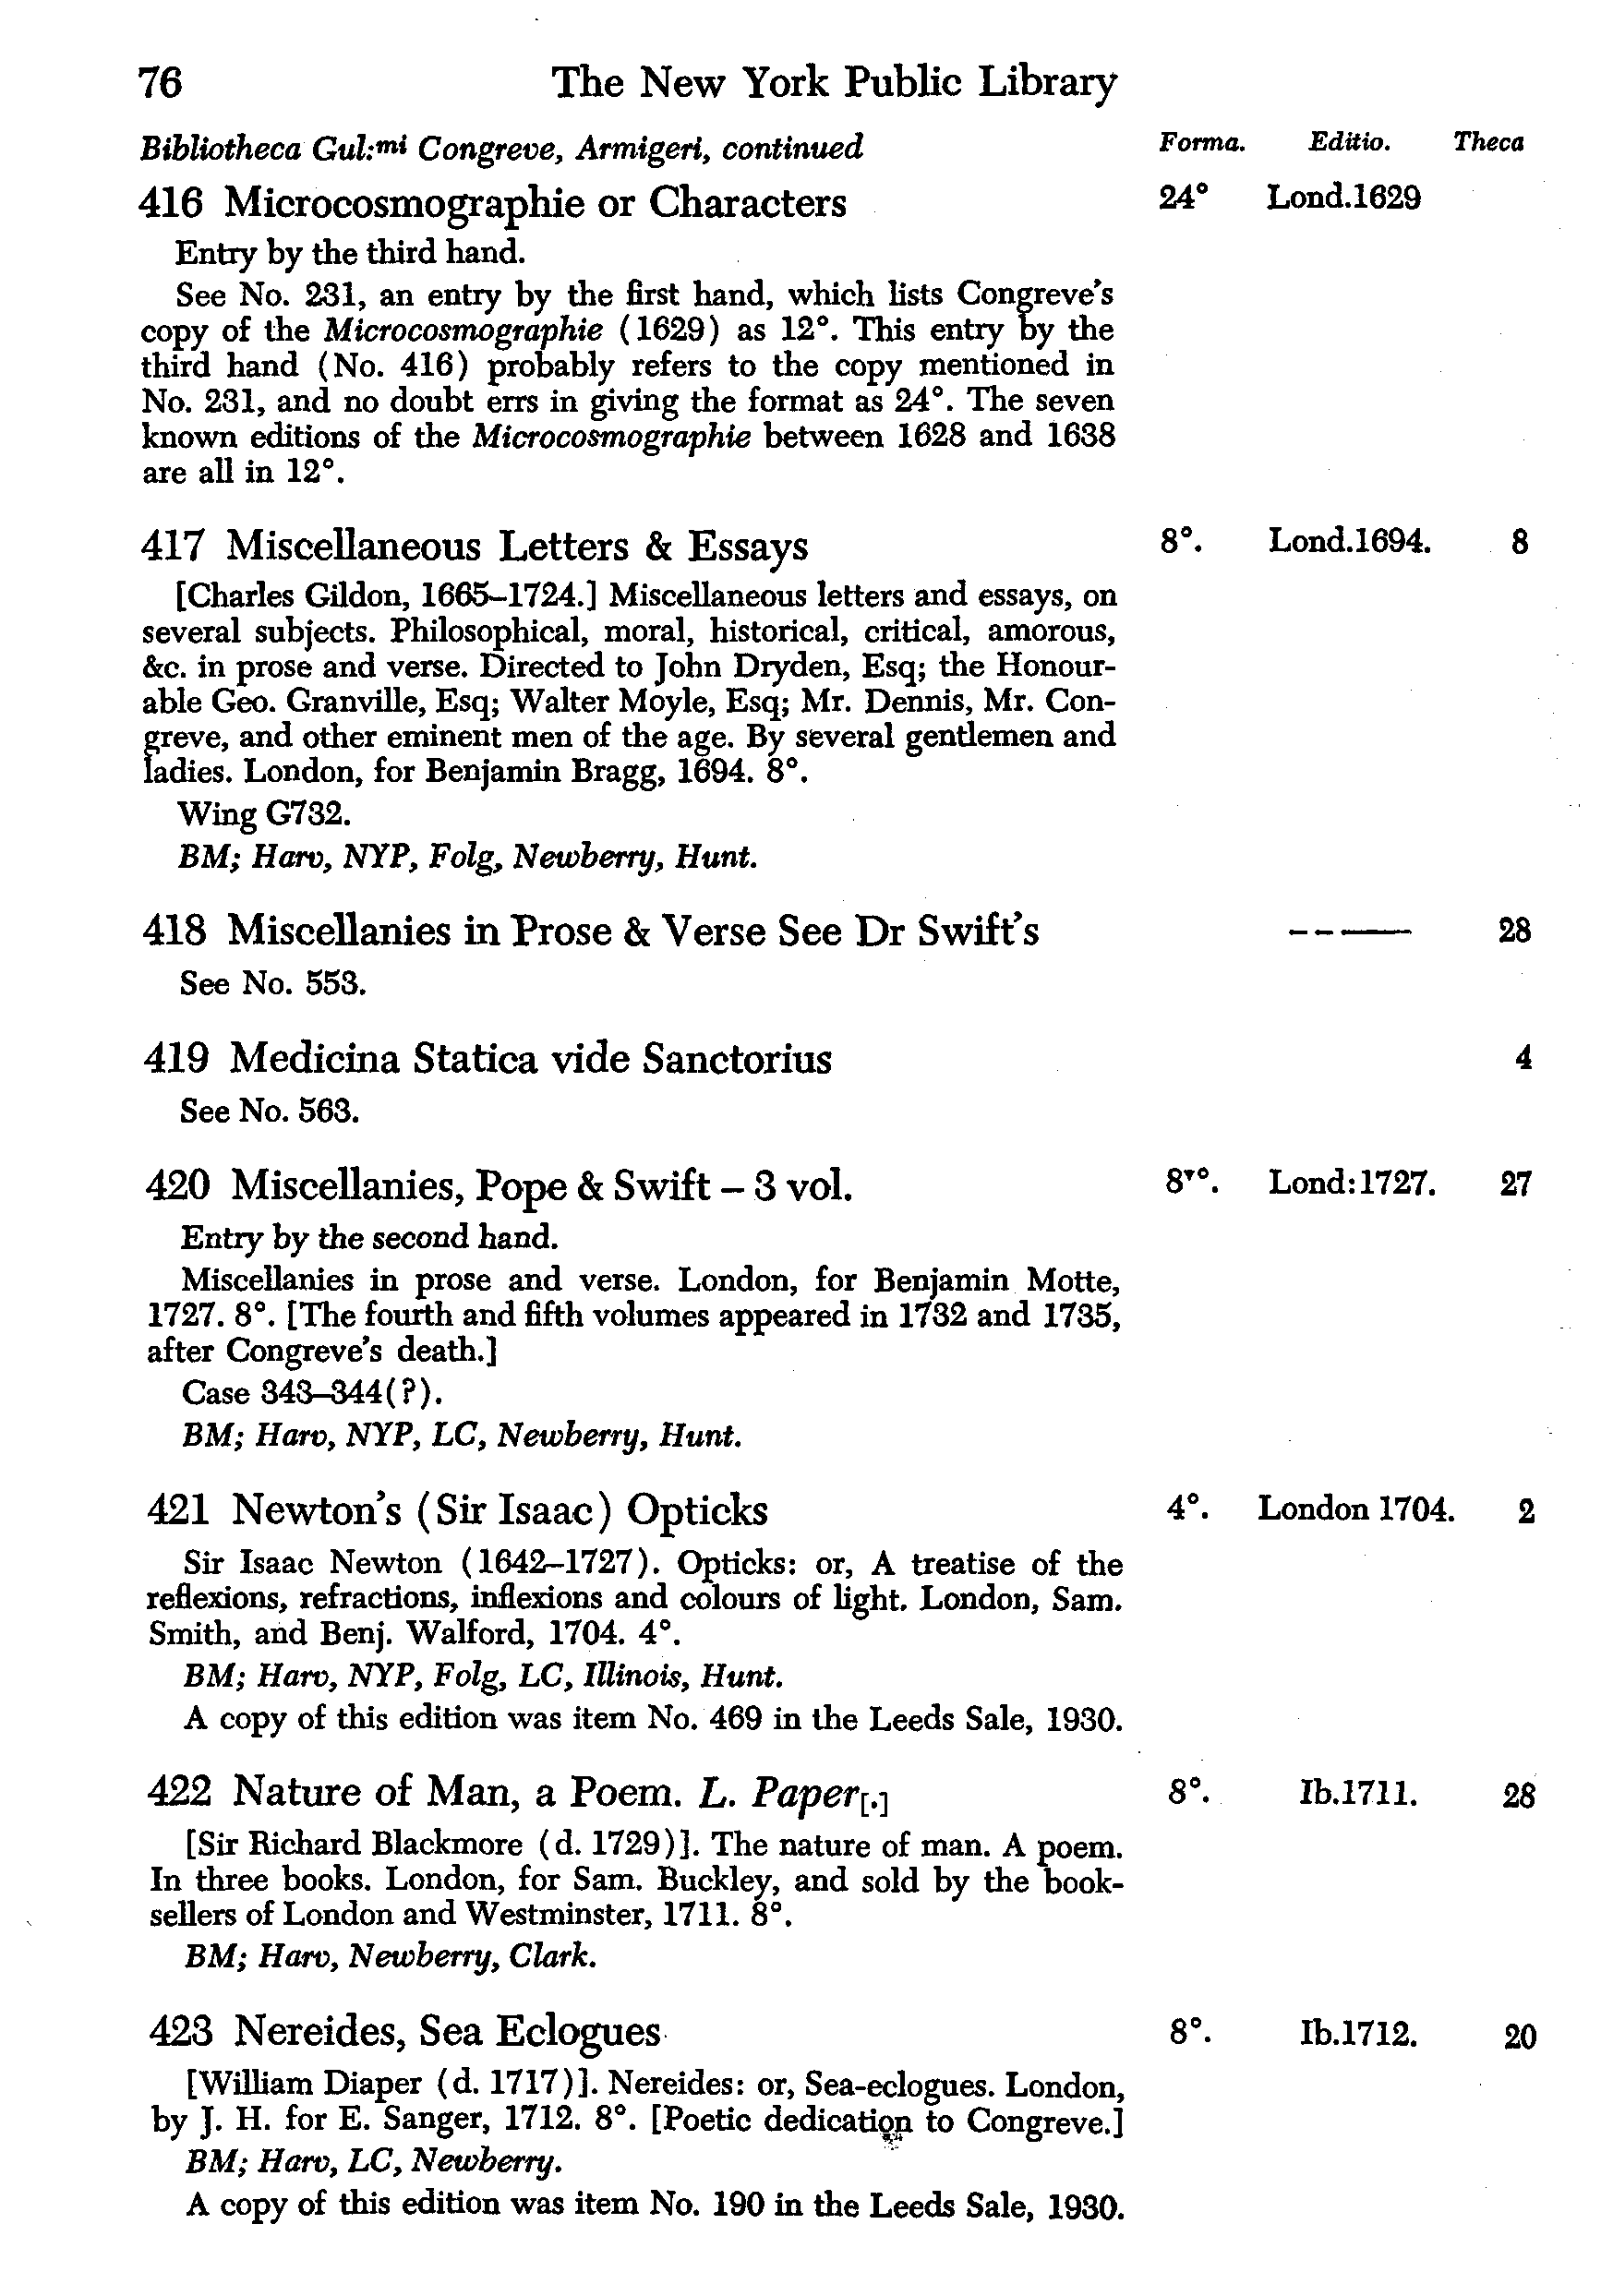 76 The New York Public Library
Bibliotheca Gul:mi Congreve, Armigeri, continued Forma. Editio. Theca
416 Microcosmographie or Characters 24° Lond.1629
Entry by the third hand.
See No. 231, an entry by the first hand, which lists Congreve's
copy of the Microcosmographie (1629) as 12°. This entry by the
third hand (No. 416) probably refers to the copy mentioned in
No. 231, and no doubt errs in giving the format as 24°. The seven
known editions of the Microcosmographie between 1628 and 1638
are all in 12°.
417 Miscellaneous Letters & Essays 8°. Lond.1694. 8
[Charles Gildon, 1665–1724.] Miscellaneous letters and essays, on
several subjects. Philosophical, moral, historical, critical, amorous,
&c. in prose and verse. Directed to John Dryden, Esq; the Honour-
able Geo. Granville, Esq; Walter Moyle, Esq; Mr. Dennis, Mr. Con-
greve, and other eminent men of the age. By several gentlemen and
ladies. London, for Benjamin Bragg, 1694. 8°.
Wing G732.
BM; Harv, NYP, Folg, Newberry, Hunt.
418 Miscellanies in Prose & Verse See Dr Swift's – – —— 28
See No. 553.
419 Medicina Statica vide Sanctorius 4
See No. 563.
420 Miscellanies, Pope & Swift – 3 vol. 8vo. Lond:1727. 27
Entry by the second hand.
Miscellanies in prose and verse. London, for Benjamin Motte,
1727. 8°. [The fourth and fifth volumes appeared in 1732 and 1735,
after Congreve's death.]
Case 343–344(?).
BM; Harv, NYP, LC, Newberry, Hunt.
421 Newton's (Sir Isaac) Opticks 4°. London 1704. 2
Sir Isaac Newton (1642–1727). Opticks: or, A treatise of the
reflexions, refractions, inflexions and colours of light. London, Sam.
Smith, and Benj. Walford, 1704. 4°.
BM; Harv, NYP, Folg, LC, Illinois, Hunt.
A copy of this edition was item No. 469 in the Leeds Sale, 1930.
422 Nature of Man, a Poem. L. Paper[.] 8°. Ib.1711. 28
[Sir Richard Blackmore (d. 1729)]. The nature of man. A poem.
In three books. London, for Sam. Buckley, and sold by the book-
sellers of London and Westminster, 1711. 8°.
BM; Harv, Newberry, Clark.
423 Nereides, Sea Eclogues 8°. Ib.1712. 20
[William Diaper (d. 1717)]. Nereides: or, Sea-eclogues. London,
by J. H. for E. Sanger, 1712. 8°. [Poetic dedication to Congreve.]
BM; Harv, LC, Newberry.
A copy of this edition was item No. 190 in the Leeds Sale, 1930.